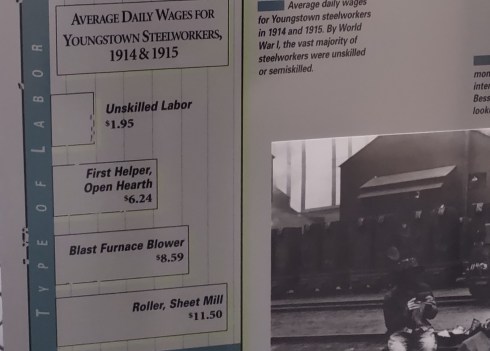 AVERAGE DAILY WAGES FOR
YOUNGSTOWN STEELWORKERS,
1914 & 1915
TYPE OF LABOR
Unskilled Labor
$1.95
First Helper,
Open Hearth
$6.24
Blast Furnace Blower
$8.59
Roller, Sheet Mill
$11.50
Average daily wages
for Youngstown steelworkers
in 1914 and 1915. By World
War I, the vast majority of
steelworkers were unskilled
or semiskilled.